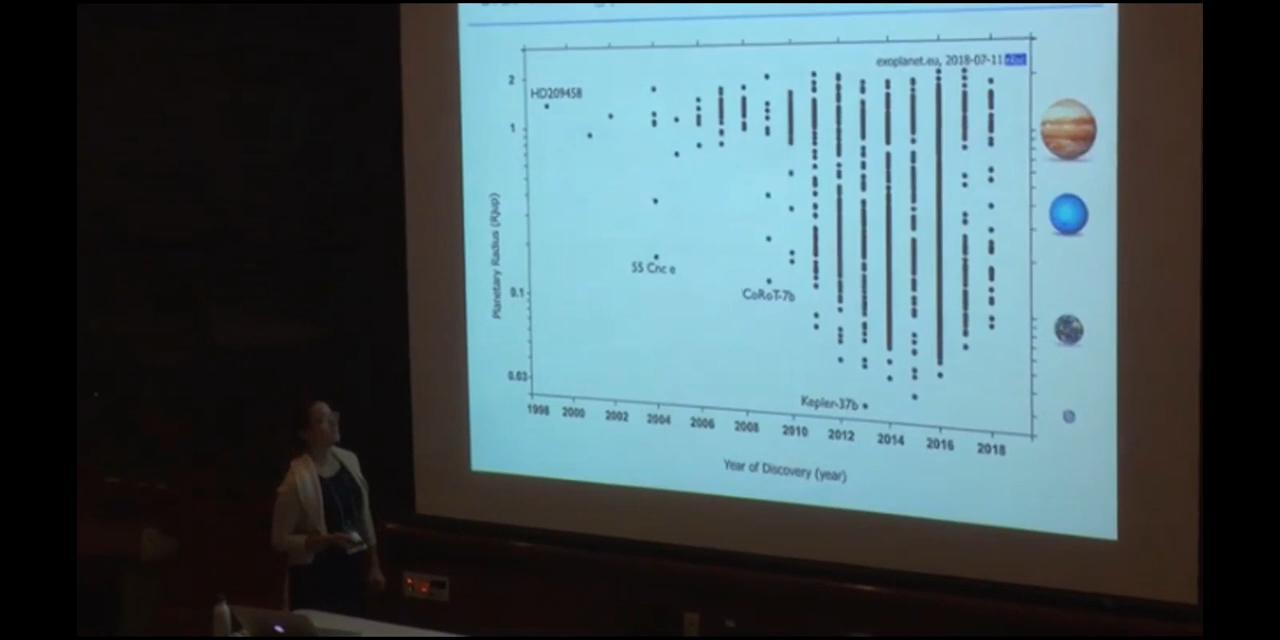 exoplanet.eu, 2018-07-11
2
HD209458
1
Planetary Radius (Rjup)
55 Cnc e
0.1
CoRoT-7b
0.03
Kepler-37b
1998 2000 2002 2004 2006 2008 2010 2012 2014 2016 2018
Year of Discovery (year)